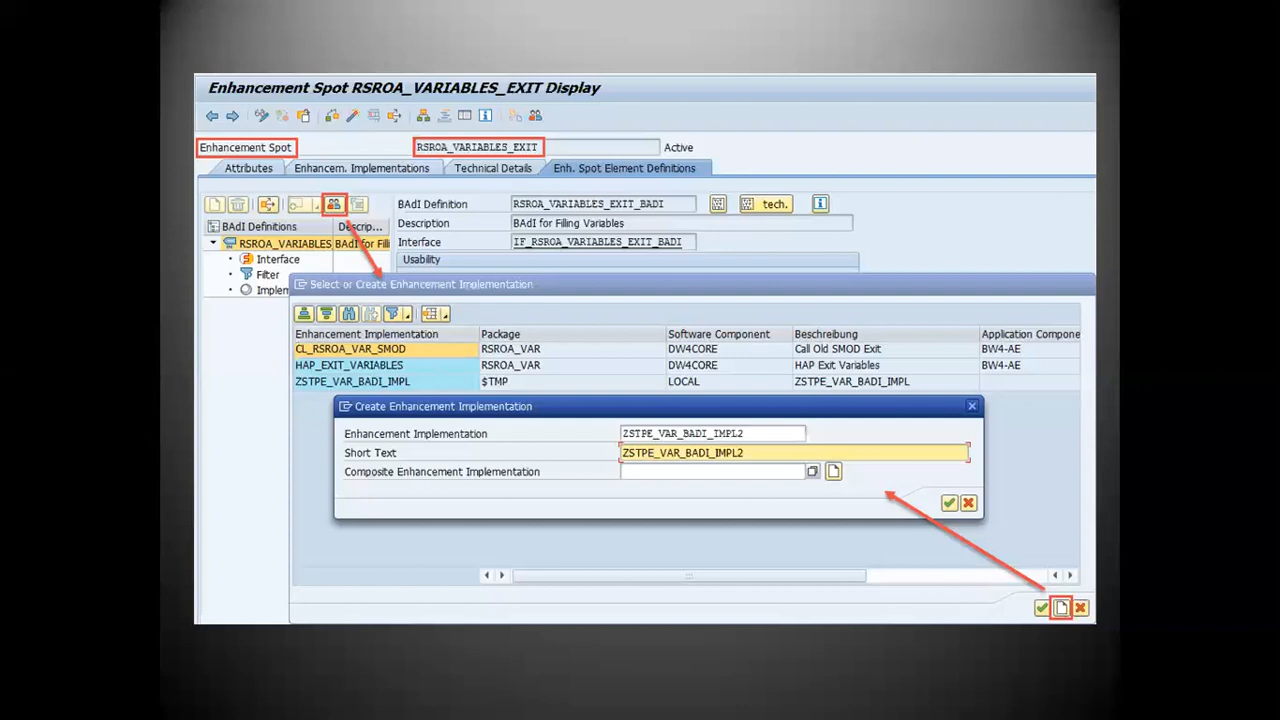 Enhancement Spot RSROA_VARIABLES_EXIT Display
Enhancement Spot RSROA_VARIABLES_EXIT Active
Attributes Enhancem. Implementations Technical Details Enh. Spot Element Definitions
BAdI Definition RSROA_VARIABLES_EXIT_BADI tech.
Description BAdI for Filling Variables
Interface IF_RSROA_VARIABLES_EXIT_BADI
Usability
BAdI Definitions Descrip...
RSROA_VARIABLES BAdI for Filli
Interface
Filter
Implem
Select or Create Enhancement Implementation
Enhancement Implementation Package Software Component Beschreibung Application Compone
CL_RSROA_VAR_SMOD RSROA_VAR DW4CORE Call Old SMOD Exit BW4-AE
HAP_EXIT_VARIABLES RSROA_VAR DW4CORE HAP Exit Variables BW4-AE
ZSTPE_VAR_BADI_IMPL $TMP LOCAL ZSTPE_VAR_BADI_IMPL
Create Enhancement Implementation
Enhancement Implementation ZSTPE_VAR_BADI_IMPL2
Short Text ZSTPE_VAR_BADI_IMPL2
Composite Enhancement Implementation